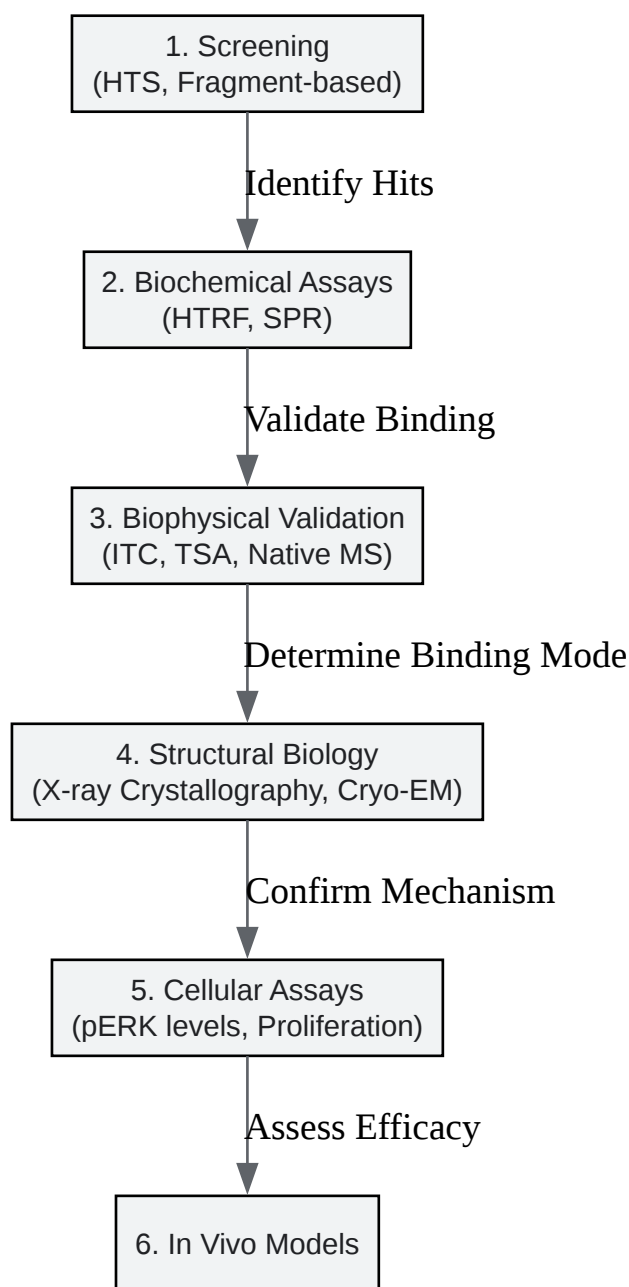 1. Screening
(HTS, Fragment-based)
Identify Hits
2. Biochemical Assays
(HTRF, SPR)
Validate Binding
3. Biophysical Validation
(ITC, TSA, Native MS)
Determine Binding Mode
4. Structural Biology
(X-ray Crystallography, Cryo-EM)
Confirm Mechanism
5. Cellular Assays
(pERK levels, Proliferation)
Assess Efficacy
6. In Vivo Models